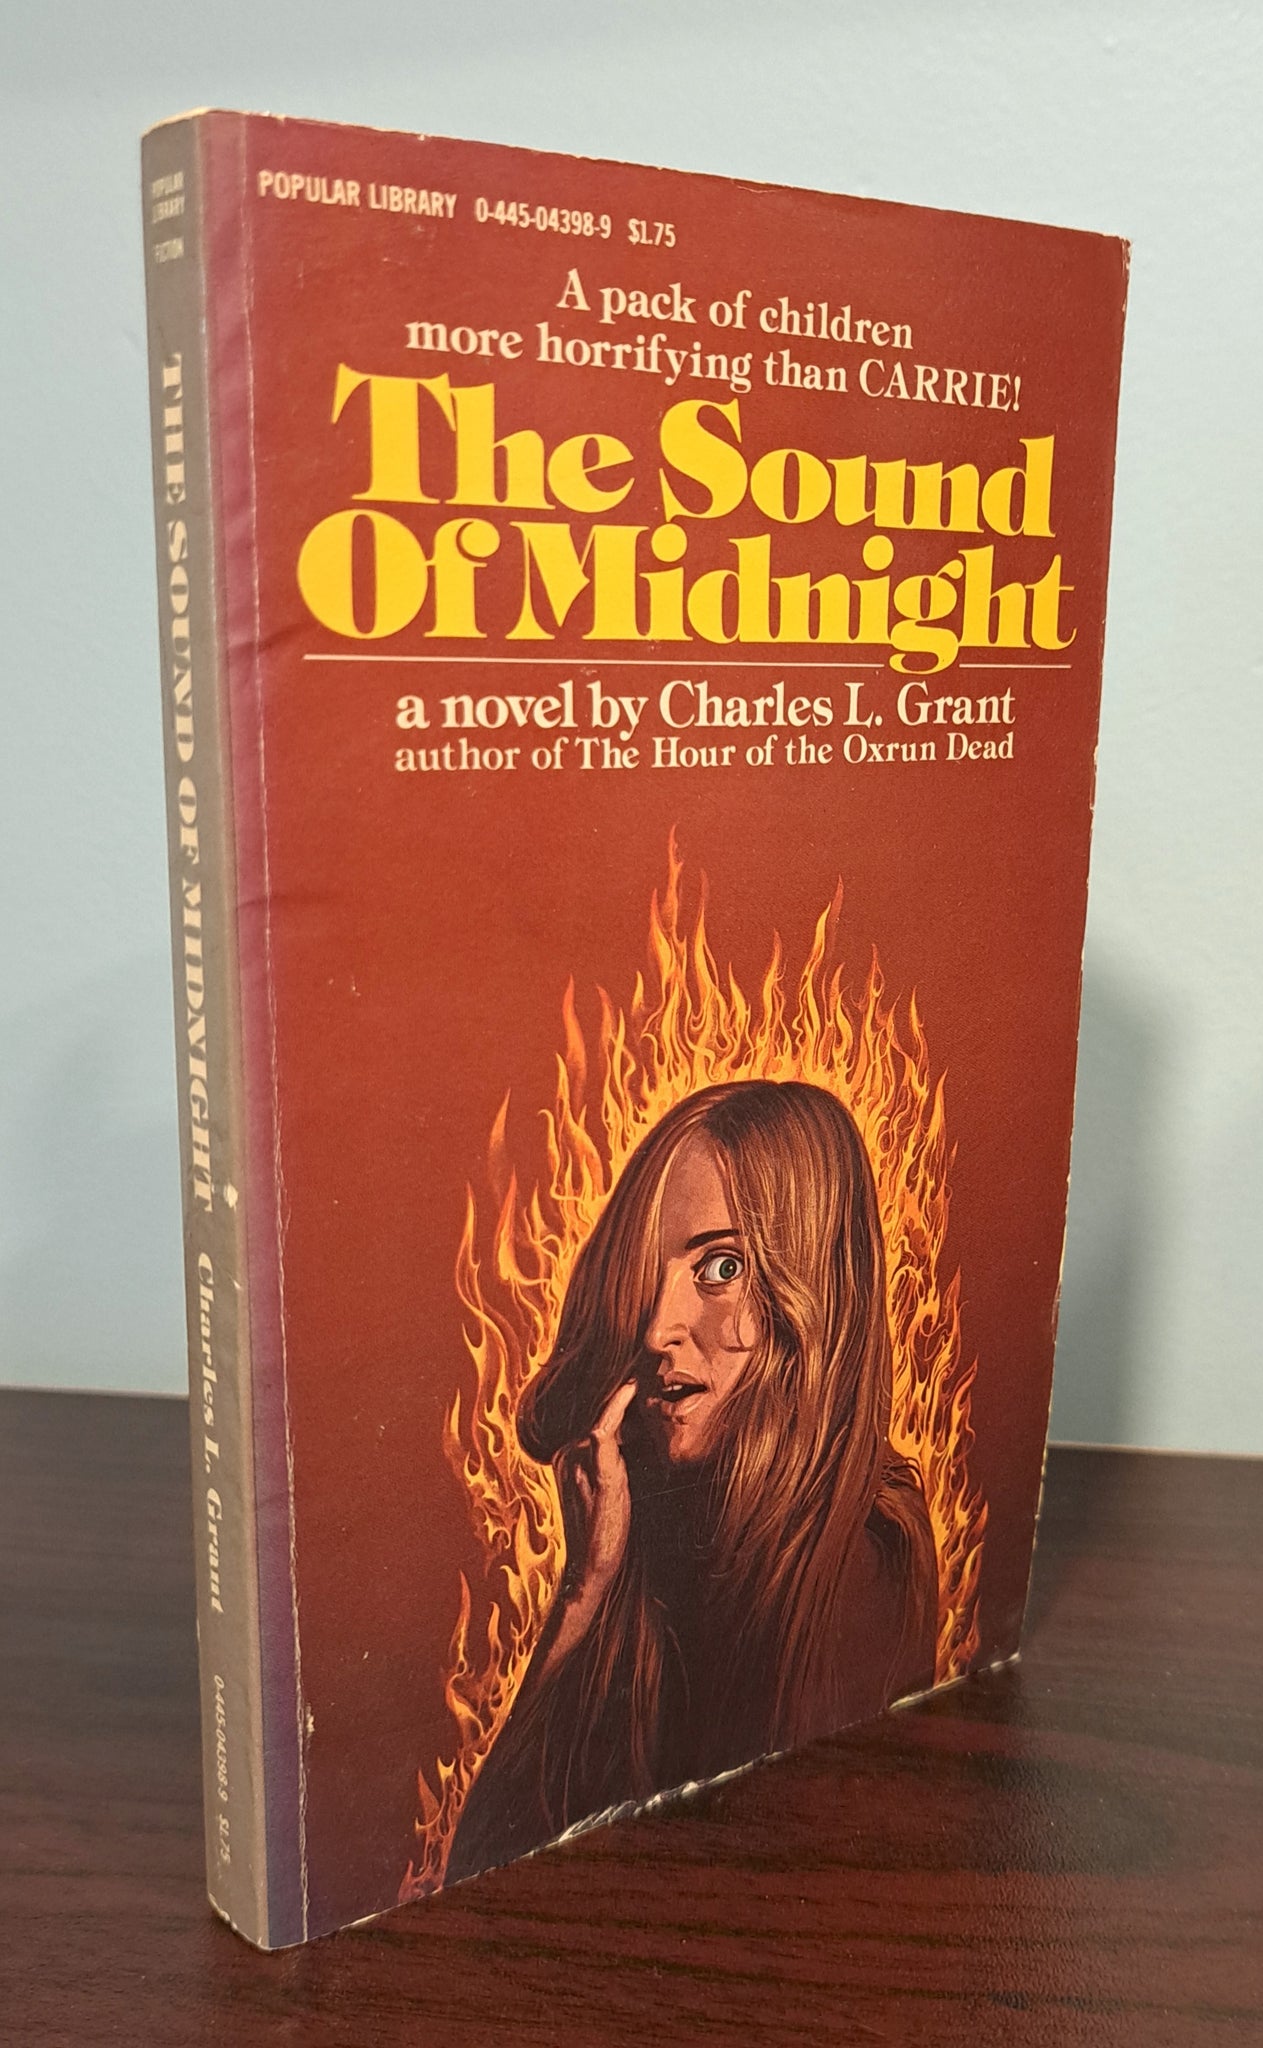 POPULAR LIBRARY 0-445-04398-9 $1.75
A pack of children
more horrifying than CARRIE!
The Sound
Of Midnight
a novel by Charles L. Grant
author of The Hour of the Oxrun Dead
POPULAR
LIBRARY
FICTION
THE SOUND OF MIDNIGHT Charles L. Grant 0-445-04398-9 $1.75